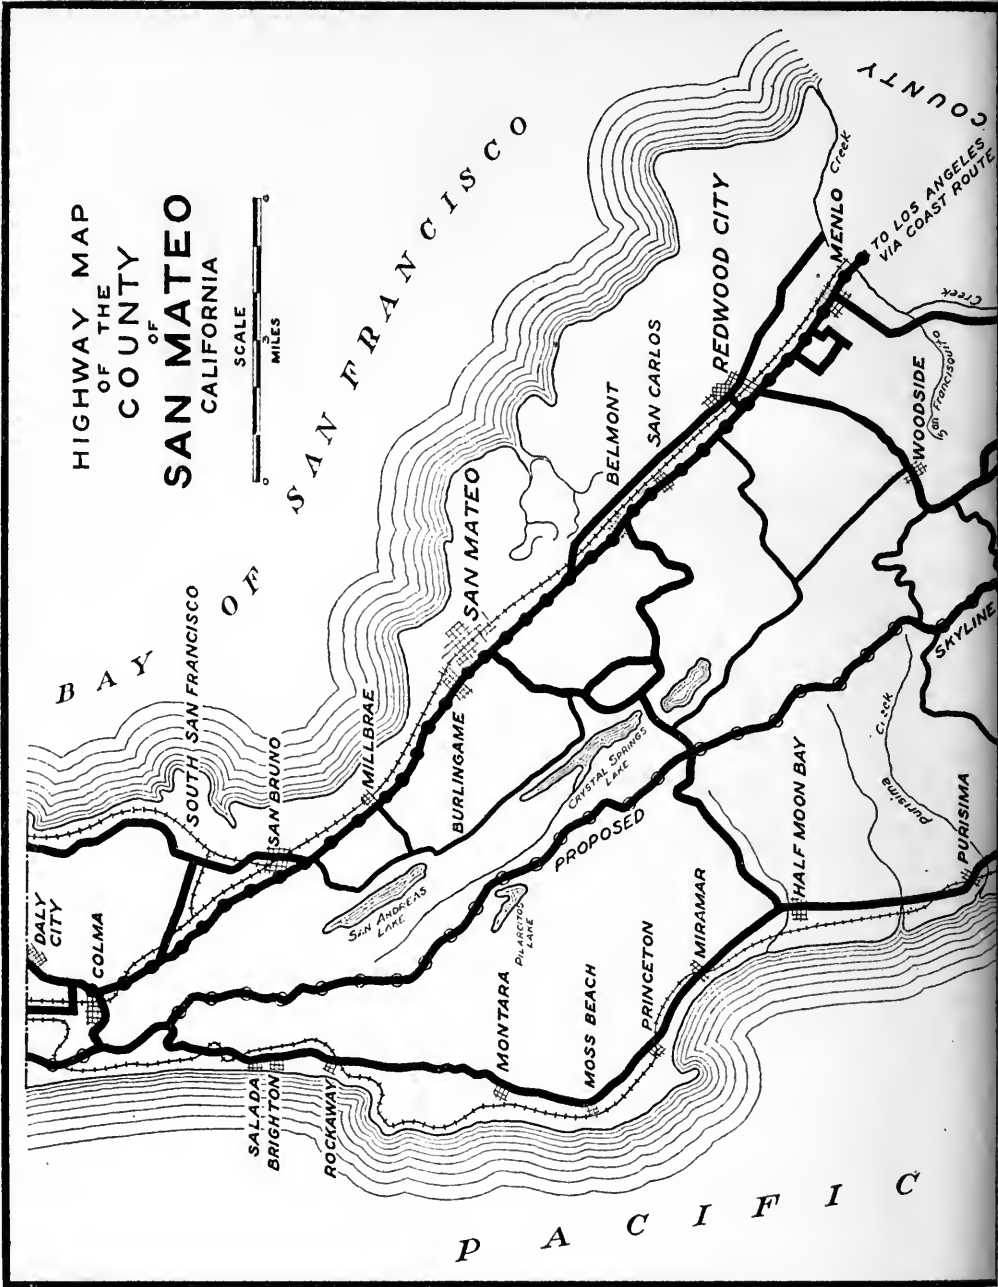 HIGHWAY MAP
OF THE
COUNTY
OF
SAN MATEO
CALIFORNIA
SCALE
0 3 6
MILES
BAY OF SAN FRANCISCO
COUNTY
TO LOS ANGELES
VIA COAST ROUTE
MENLO
Creek
REDWOOD CITY
SAN CARLOS
BELMONT
SAN MATEO
BURLINGAME
MILLBRAE
SAN BRUNO
SOUTH SAN FRANCISCO
DALY
CITY
COLMA
WOODSIDE
San Francisquito
Creek
SKYLINE
PROPOSED
CRYSTAL SPRINGS
LAKE
SAN ANDREAS
LAKE
PILARCITOS
LAKE
Purisima
Creek
PURISIMA
HALF MOON BAY
MIRAMAR
PRINCETON
MOSS BEACH
MONTARA
ROCKAWAY
BRIGHTON
SALADA
PACIFIC